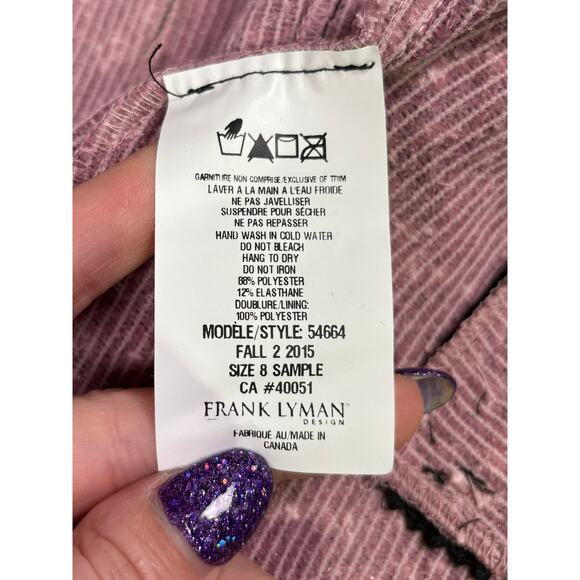 GARNITURE NON COMPRISE/EXCLUSIVE OF TRIM
LAVER A LA MAIN A L'EAU FROIDE
NE PAS JAVELLISER
SUSPENDRE POUR SÉCHER
NE PAS REPASSER
HAND WASH IN COLD WATER
DO NOT BLEACH
HANG TO DRY
DO NOT IRON
88% POLYESTER
12% ELASTHANE
DOUBLURE/LINING:
100% POLYESTER
MODÈLE/STYLE: 54664
FALL 2 2015
SIZE 8 SAMPLE
CA #40051
FRANK LYMAN
DESIGN
FABRIQUÉ AU/MADE IN
CANADA